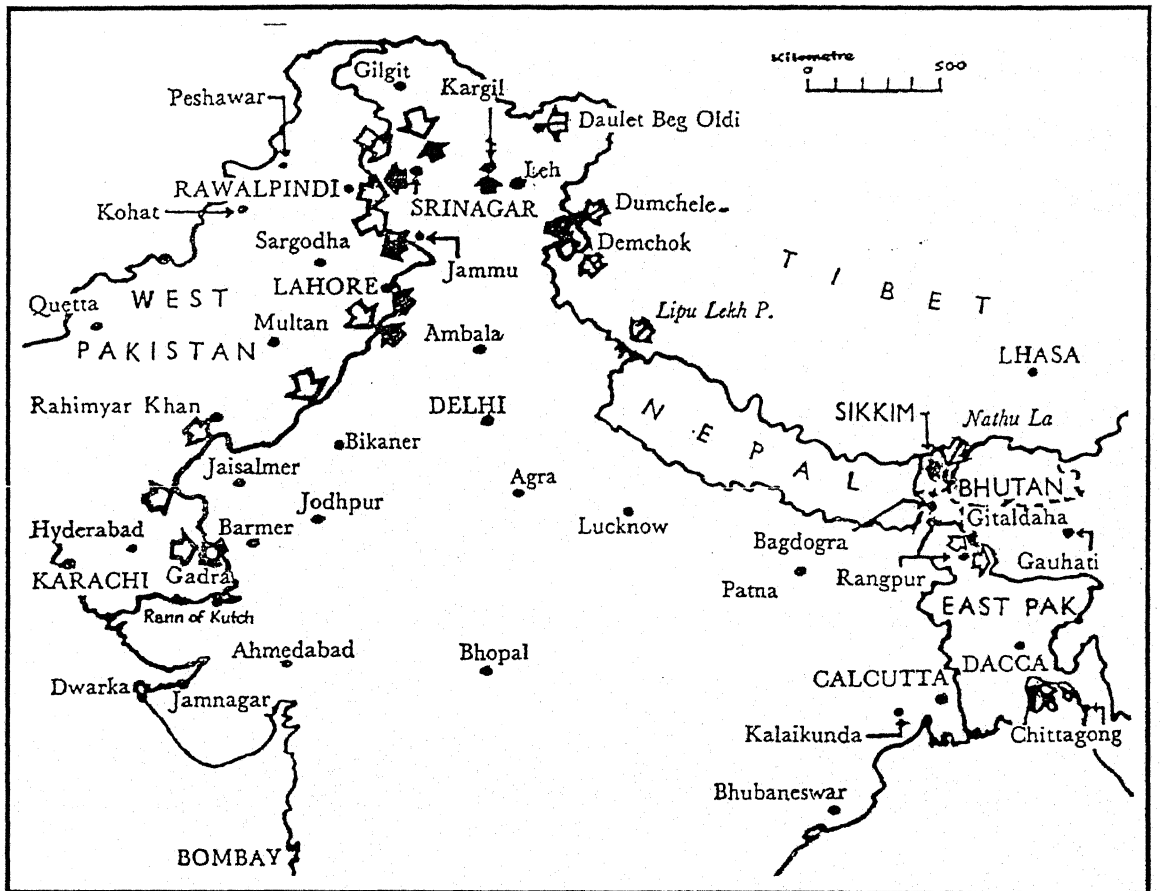 Kilometre
0 500
Gilgit
Kargil
Peshawar
Daulet Beg Oldi
RAWALPINDI
Leh
Kohat
SRINAGAR
Dumchele
Sargodha
Demchok
Jammu
LAHORE
TIBET
Quetta
WEST
PAKISTAN
Multan
Ambala
Lipu Lekh P.
LHASA
Rahimyar Khan
DELHI
NEPAL
SIKKIM
Nathu La
Bikaner
Jaisalmer
Agra
BHUTAN
Jodhpur
Lucknow
Gitaldaha
Hyderabad
Barmer
Bagdogra
Gauhati
KARACHI
Gadra
Rangpur
Patna
Rann of Kutch
EAST PAK
Ahmedabad
Bhopal
DACCA
CALCUTTA
Dwarka
Jamnagar
Kalaikunda
Chittagong
Bhubaneswar
BOMBAY